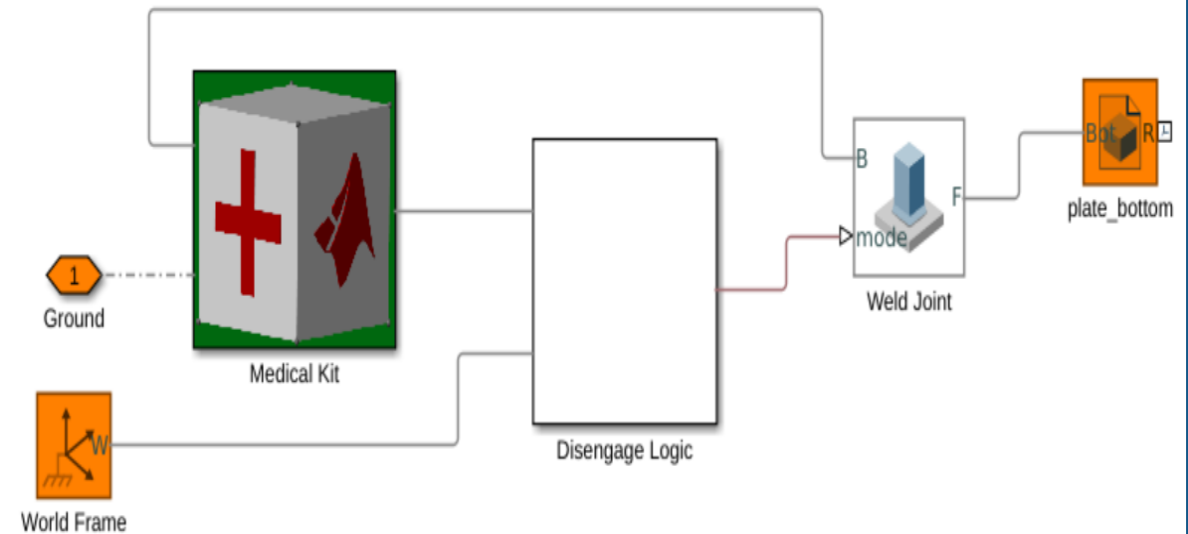 B
mode
F
Weld Joint
Bot
R
plate_bottom
1
Ground
Medical Kit
Disengage Logic
W
World Frame